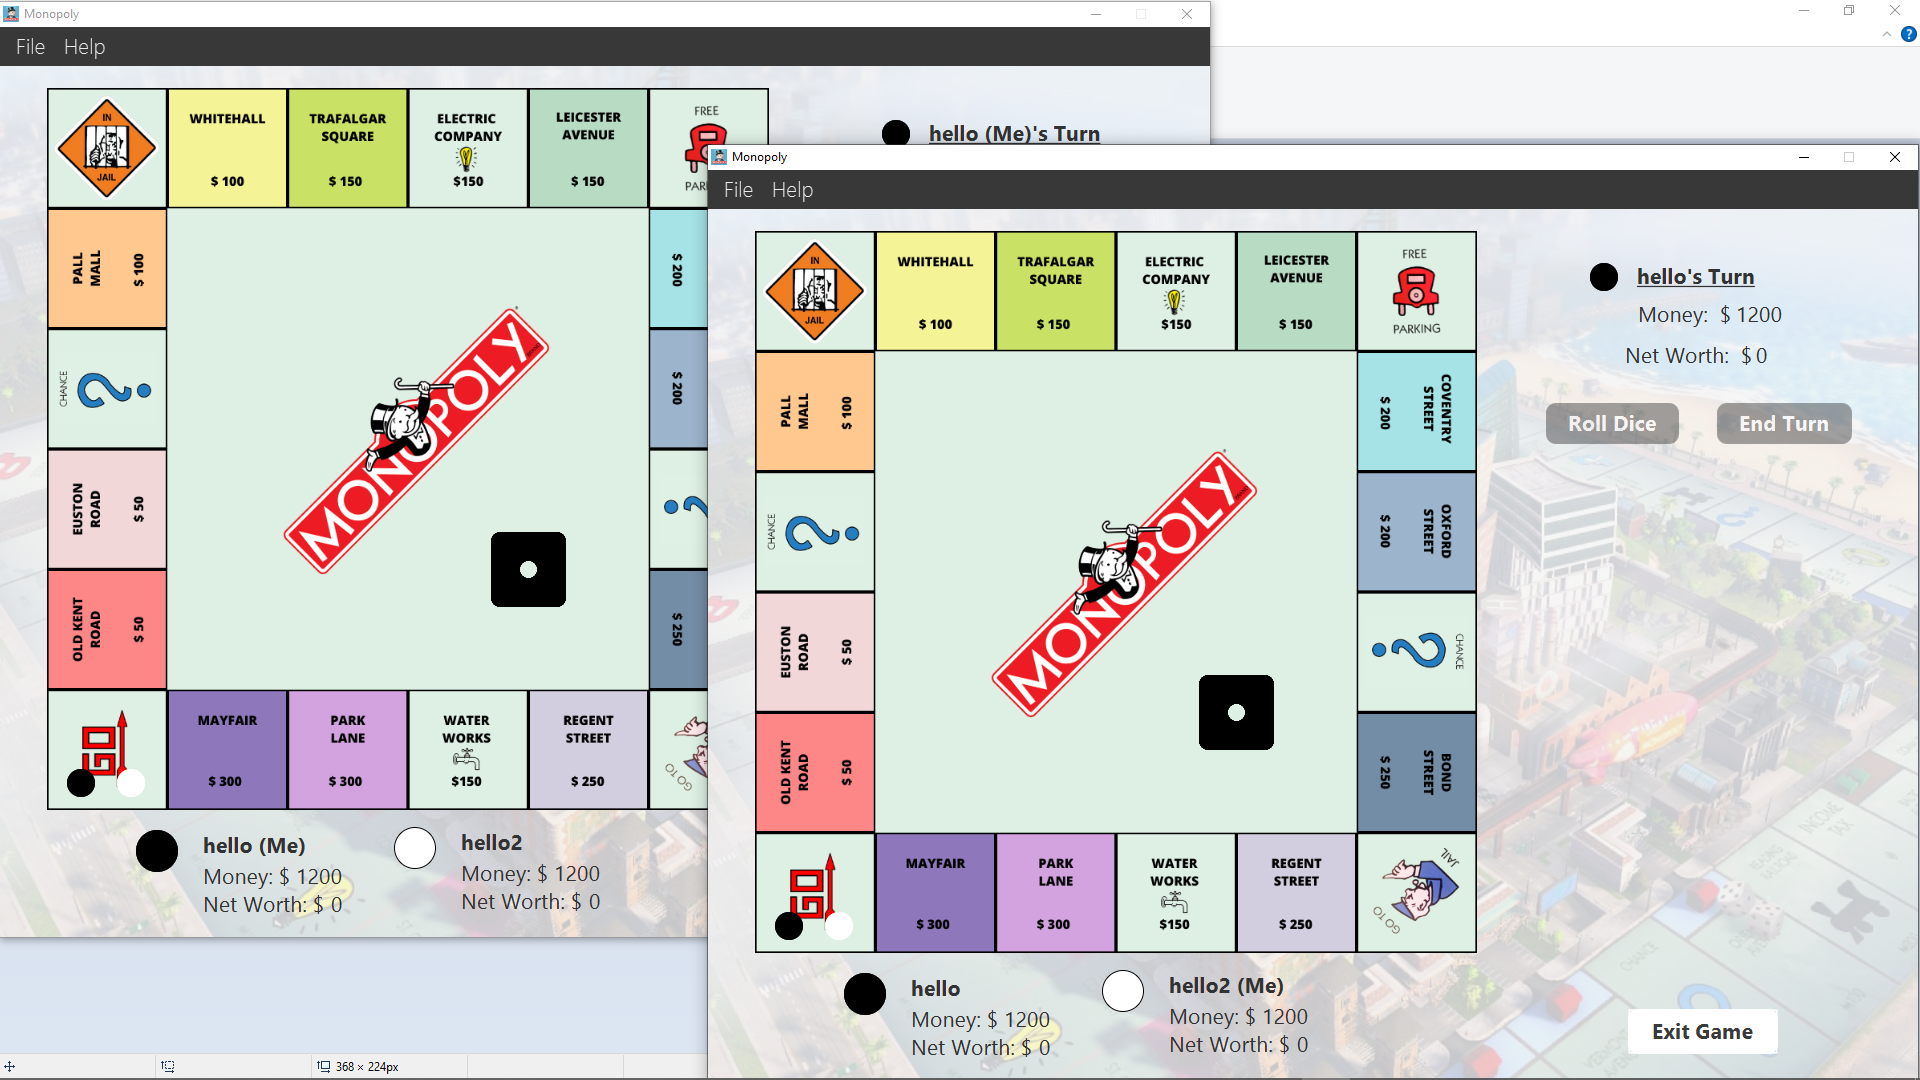 Monopoly
File Help
IN
JAIL
WHITEHALL
$ 100
TRAFALGAR
SQUARE
$ 150
ELECTRIC
COMPANY
$150
LEICESTER
AVENUE
$ 150
FREE
hello (Me)'s Turn
PALL
MALL
$ 100
$ 200
CHANCE
$ 200
EUSTON
ROAD
$ 50
MONOPOLY
OLD KENT
ROAD
$ 50
$ 250
GO
MAYFAIR
$ 300
PARK
LANE
$ 300
WATER
WORKS
$150
REGENT
STREET
$ 250
GO TO
hello (Me)
Money: $ 1200
Net Worth: $ 0
hello2
Money: $ 1200
Net Worth: $ 0
368 × 224px
Monopoly
File Help
IN
JAIL
WHITEHALL
$ 100
TRAFALGAR
SQUARE
$ 150
ELECTRIC
COMPANY
$150
LEICESTER
AVENUE
$ 150
FREE
PARKING
PALL
MALL
$ 100
COVENTRY
STREET
$ 200
CHANCE
OXFORD
STREET
$ 200
EUSTON
ROAD
$ 50
MONOPOLY
CHANCE
OLD KENT
ROAD
$ 50
BOND
STREET
$ 250
GO
MAYFAIR
$ 300
PARK
LANE
$ 300
WATER
WORKS
$150
REGENT
STREET
$ 250
JAIL
GO TO
hello's Turn
Money: $ 1200
Net Worth: $ 0
Roll Dice
End Turn
hello
Money: $ 1200
Net Worth: $ 0
hello2 (Me)
Money: $ 1200
Net Worth: $ 0
INCOME
TAX
CHANCE
Exit Game